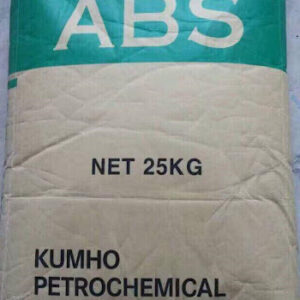 ABS
NET 25KG
KUMHO
PETROCHEMICAL